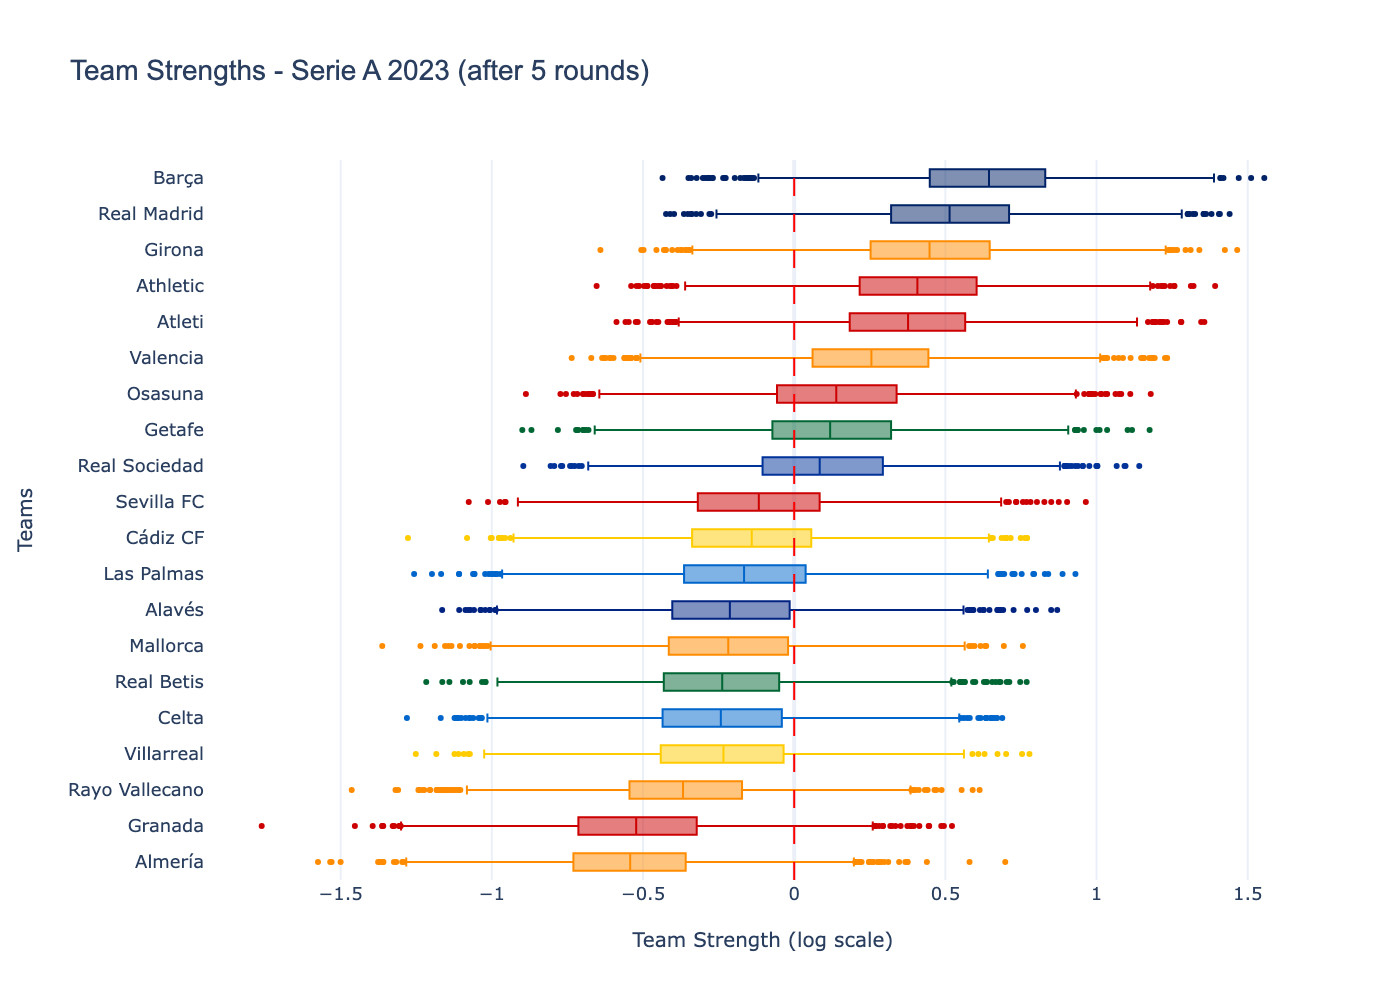 Team Strengths - Serie A 2023 (after 5 rounds)
Barça
Real Madrid
Girona
Athletic
Atleti
Valencia
Osasuna
Getafe
Real Sociedad
Sevilla FC
Cádiz CF
Las Palmas
Alavés
Mallorca
Real Betis
Celta
Villarreal
Rayo Vallecano
Granada
Almería
Teams
−1.5 −1 −0.5 0 0.5 1 1.5
Team Strength (log scale)